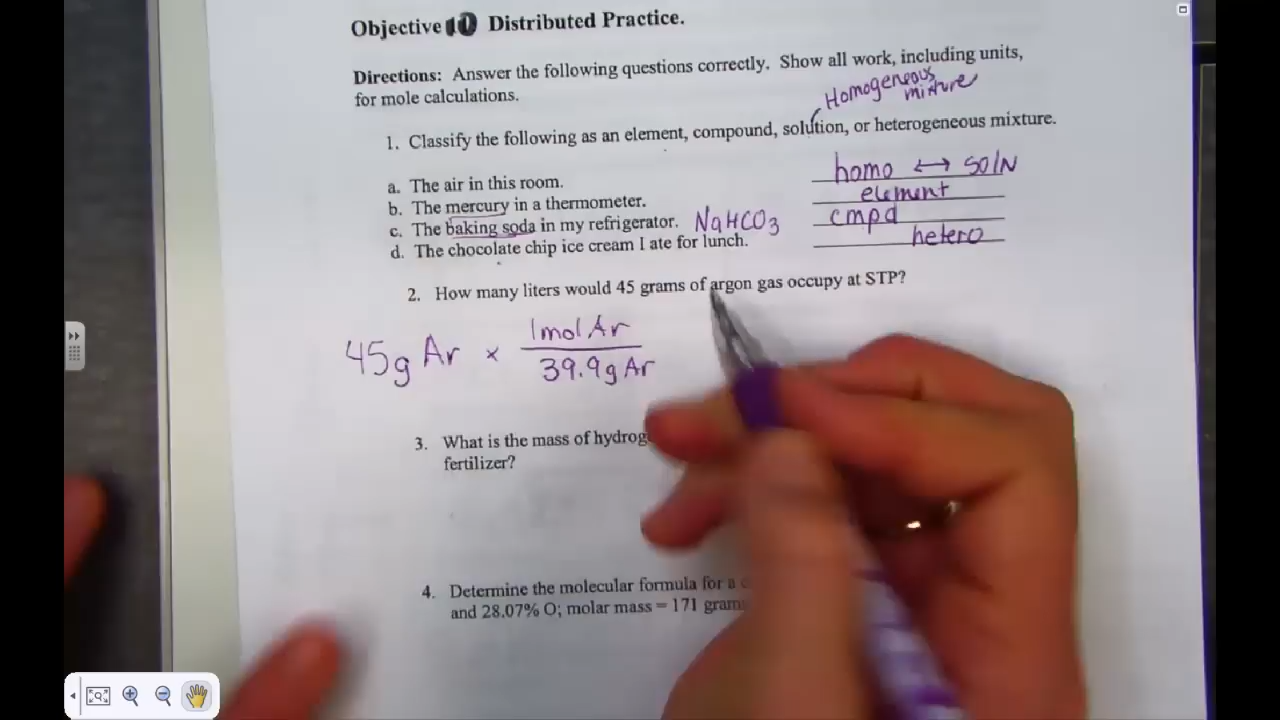 Objective 10 Distributed Practice.
Directions: Answer the following questions correctly. Show all work, including units,
for mole calculations.
Homogeneous
mixture
1. Classify the following as an element, compound, solution, or heterogeneous mixture.
a. The air in this room. homo ↔ soln
b. The mercury in a thermometer. element
c. The baking soda in my refrigerator. NaHCO3 cmpd
d. The chocolate chip ice cream I ate for lunch. hetero
2. How many liters would 45 grams of argon gas occupy at STP?
45g Ar × 1mol Ar
39.9g Ar
3. What is the mass of
fertilizer?
4. Determine the molecular formula for a
and 28.07% O; molar mass = 171